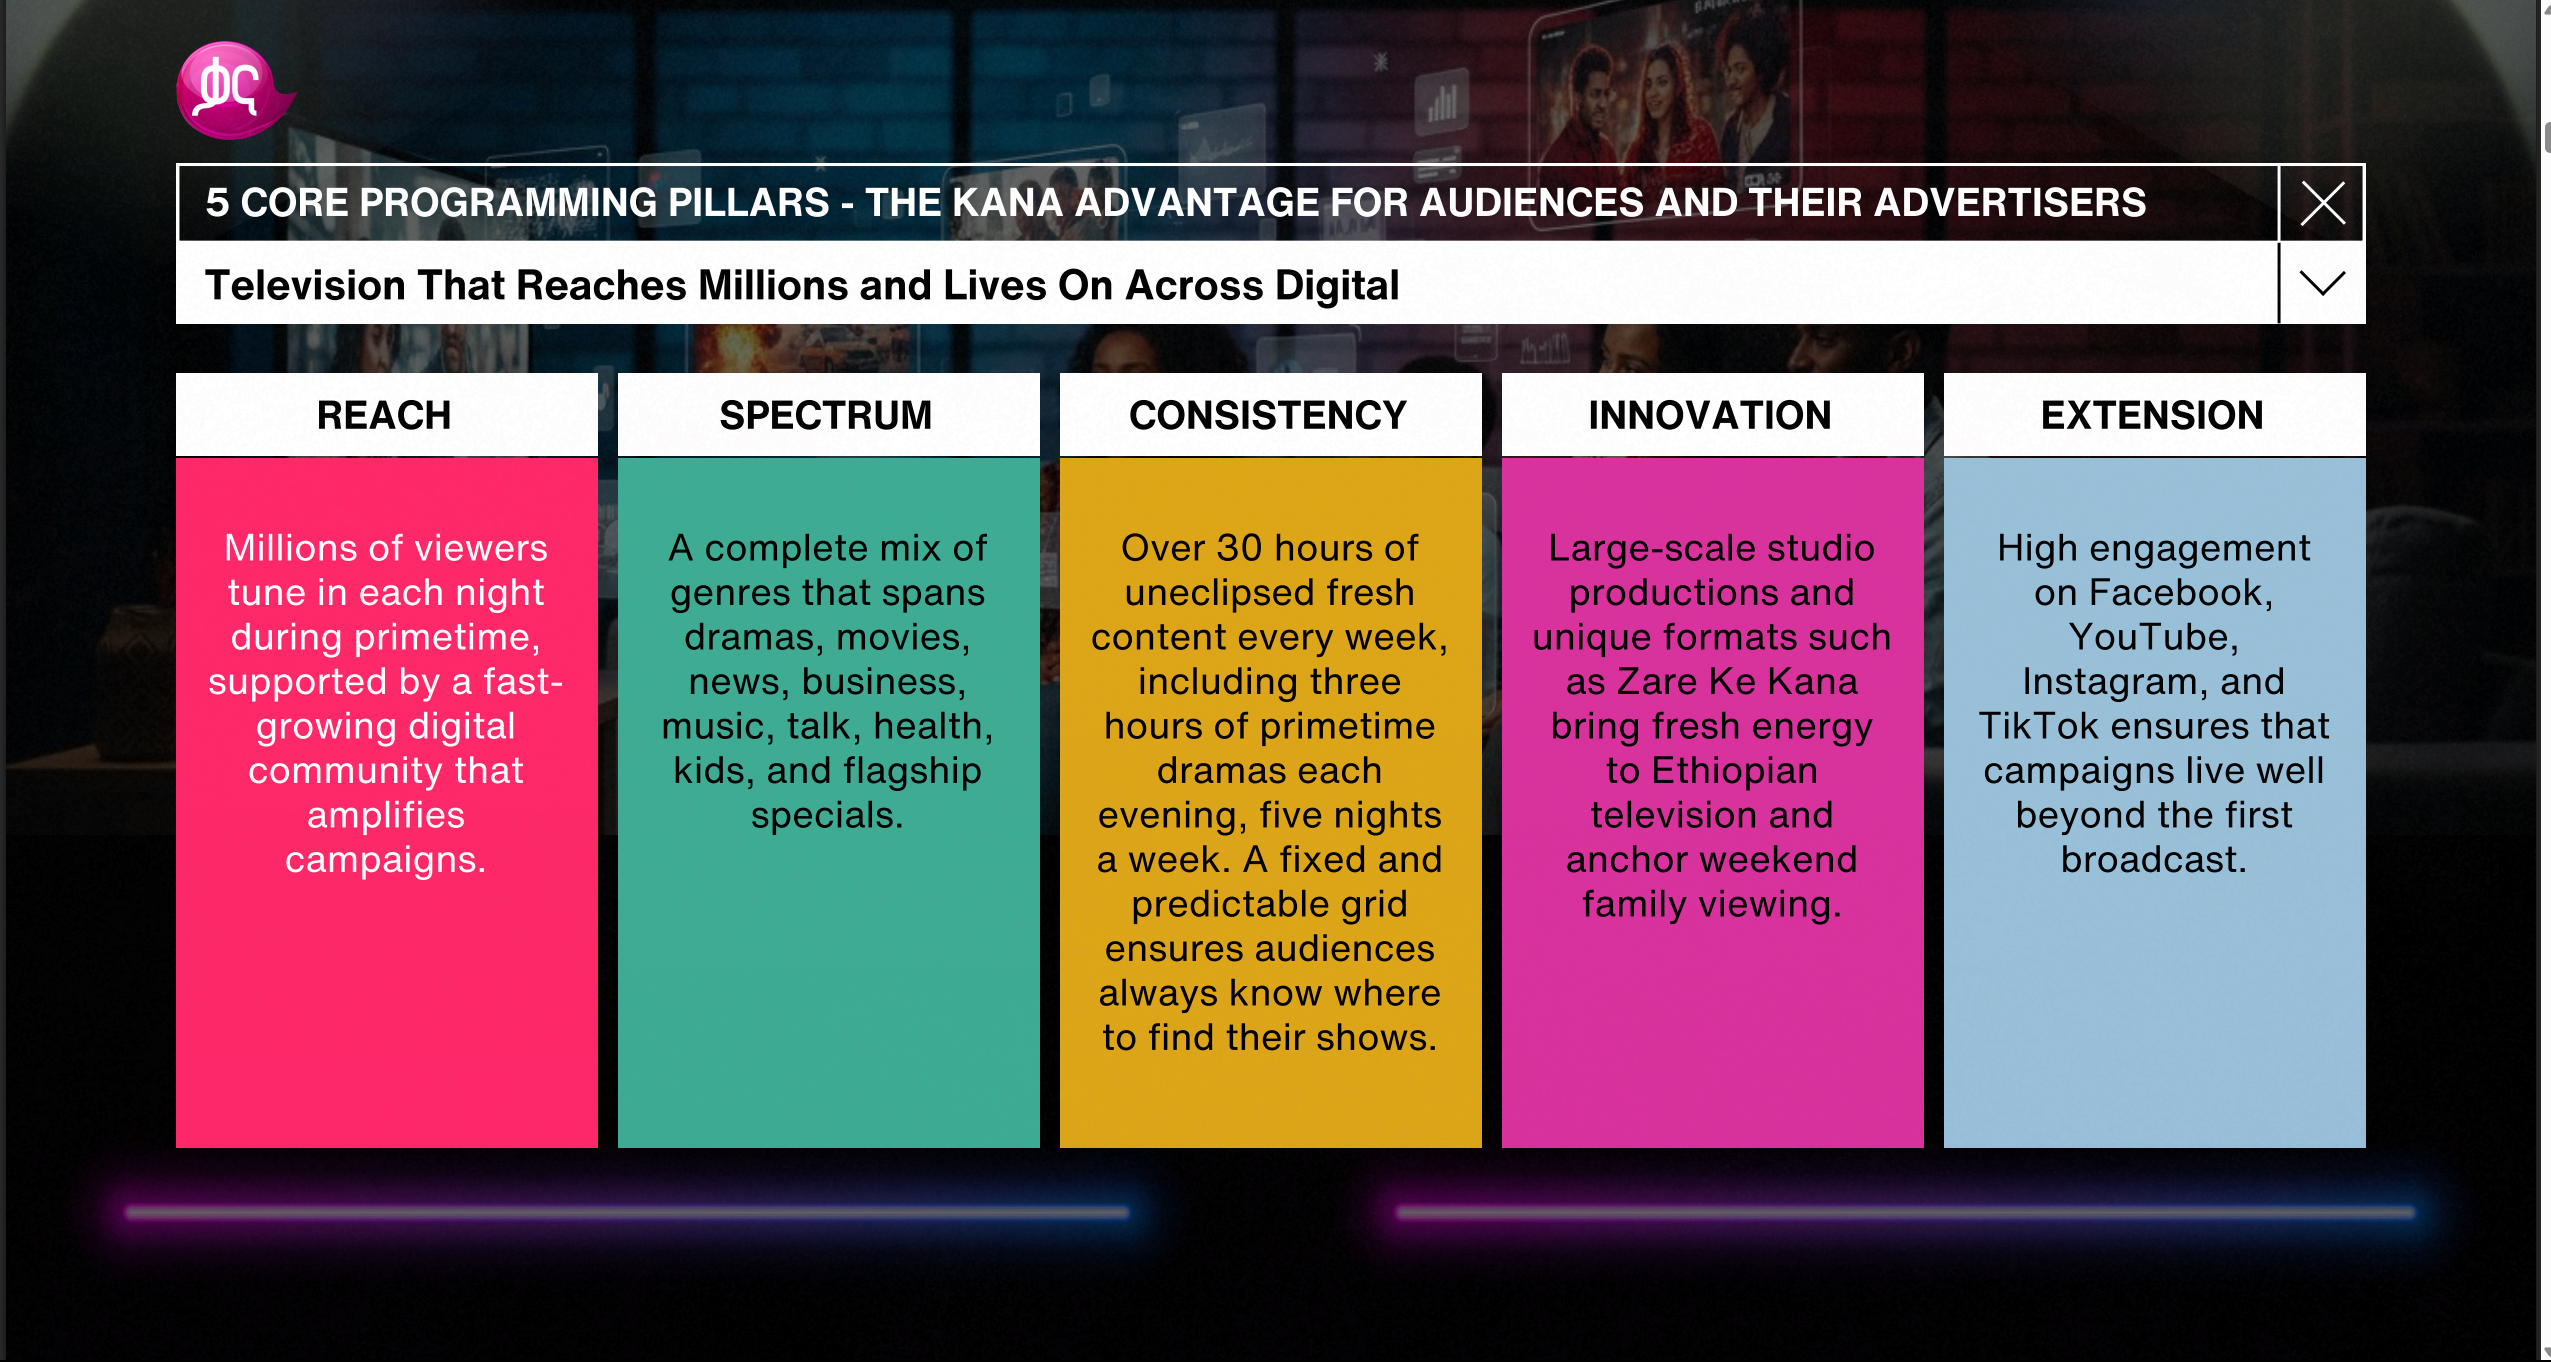 ቃና
5 CORE PROGRAMMING PILLARS - THE KANA ADVANTAGE FOR AUDIENCES AND THEIR ADVERTISERS
Television That Reaches Millions and Lives On Across Digital
REACH
Millions of viewers
tune in each night
during primetime,
supported by a fast-
growing digital
community that
amplifies
campaigns.
SPECTRUM
A complete mix of
genres that spans
dramas, movies,
news, business,
music, talk, health,
kids, and flagship
specials.
CONSISTENCY
Over 30 hours of
uneclipsed fresh
content every week,
including three
hours of primetime
dramas each
evening, five nights
a week. A fixed and
predictable grid
ensures audiences
always know where
to find their shows.
INNOVATION
Large-scale studio
productions and
unique formats such
as Zare Ke Kana
bring fresh energy
to Ethiopian
television and
anchor weekend
family viewing.
EXTENSION
High engagement
on Facebook,
YouTube,
Instagram, and
TikTok ensures that
campaigns live well
beyond the first
broadcast.